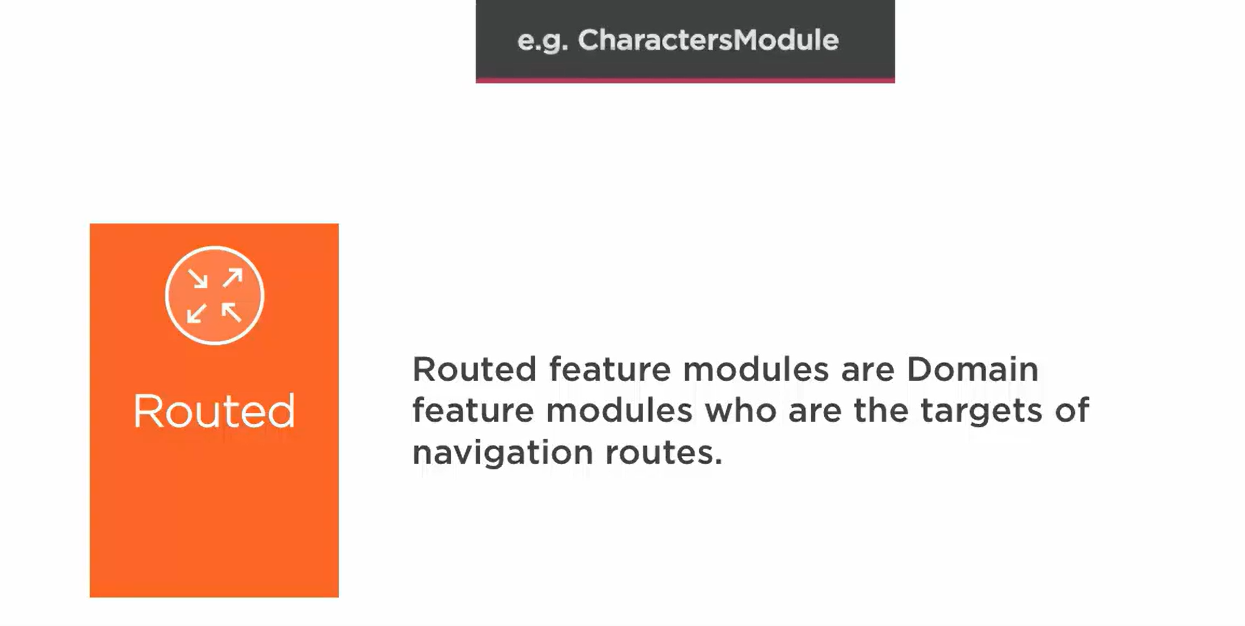 e.g. CharactersModule
Routed
Routed feature modules are Domain
feature modules who are the targets of
navigation routes.